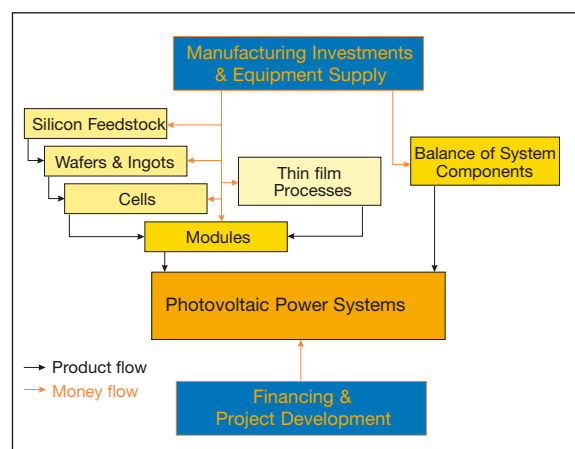 Manufacturing Investments
& Equipment Supply
Silicon Feedstock
Wafers & Ingots
Cells
Thin film
Processes
Balance of System
Components
Modules
Photovoltaic Power Systems
Product flow
Money flow
Financing &
Project Development